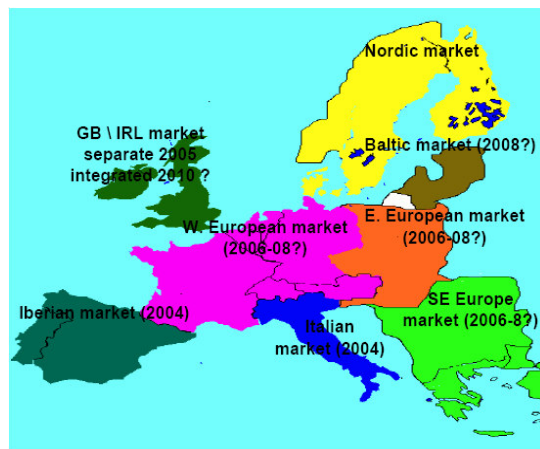 Nordic market
GB \ IRL market
separate 2005
integrated 2010 ?
Baltic market (2008?)
W. European market
(2006-08?)
E. European market
(2006-08?)
Iberian market (2004)
Italian
market (2004)
SE Europe
market (2006-8?)